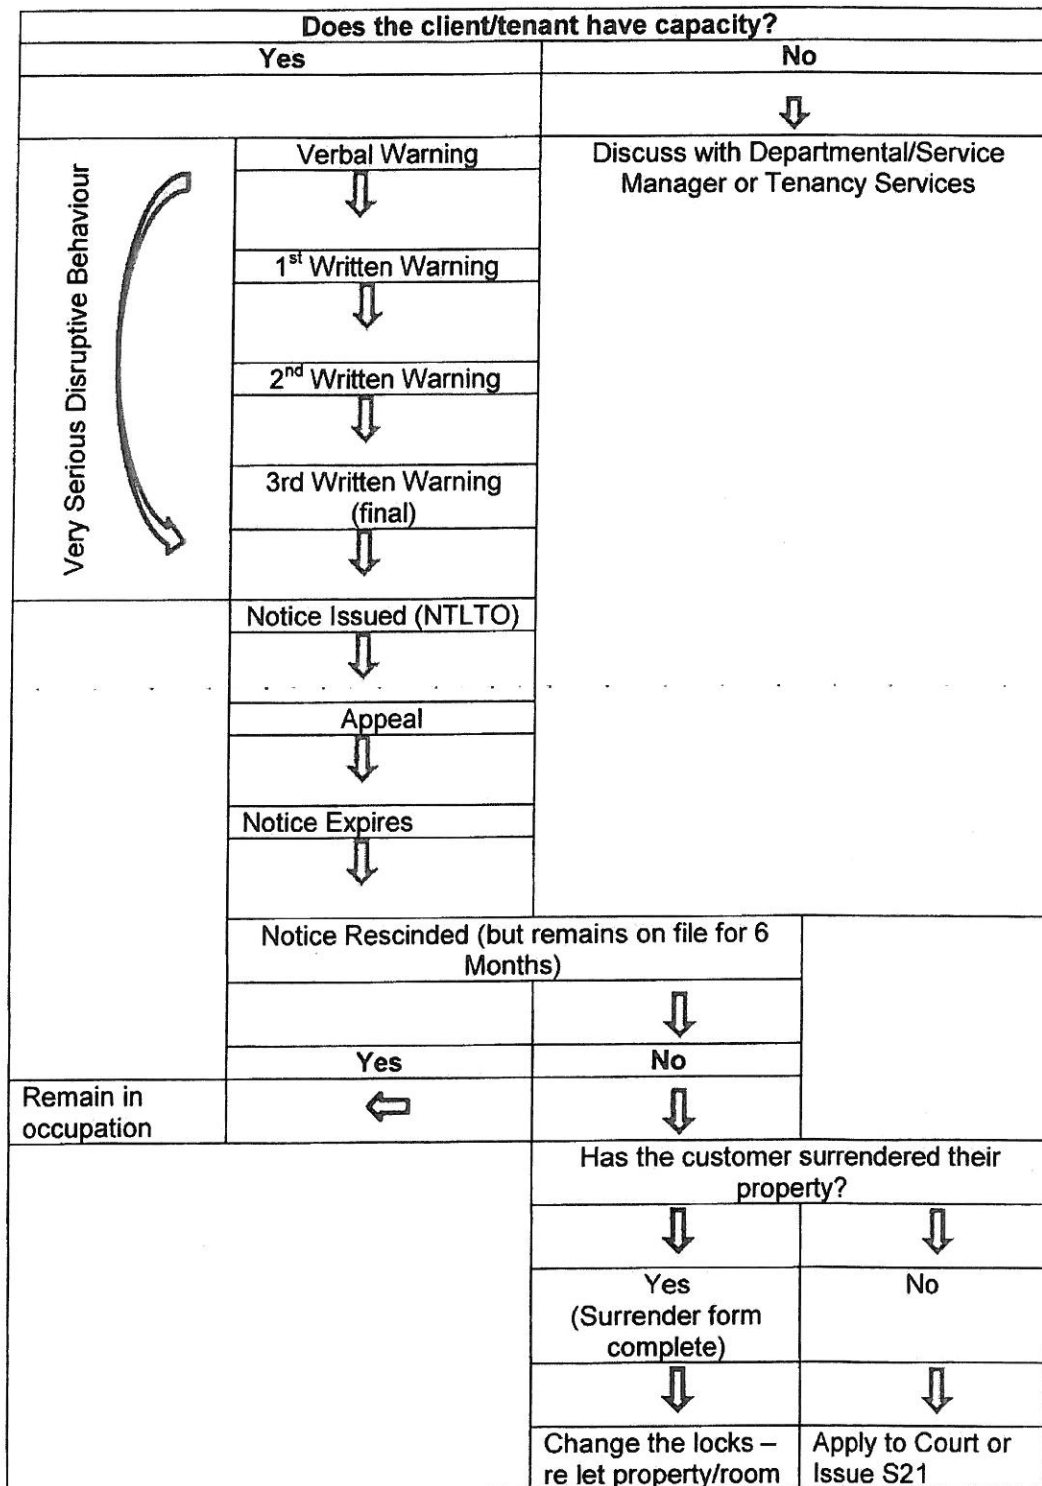 Does the client/tenant have capacity?
Yes
No
Very Serious Disruptive Behaviour
Verbal Warning
Discuss with Departmental/Service
Manager or Tenancy Services
1st Written Warning
2nd Written Warning
3rd Written Warning
(final)
Notice Issued (NTLTO)
Appeal
Notice Expires
Notice Rescinded (but remains on file for 6
Months)
Yes
No
Remain in
occupation
Has the customer surrendered their
property?
Yes
(Surrender form
complete)
No
Change the locks –
re let property/room
Apply to Court or
Issue S21